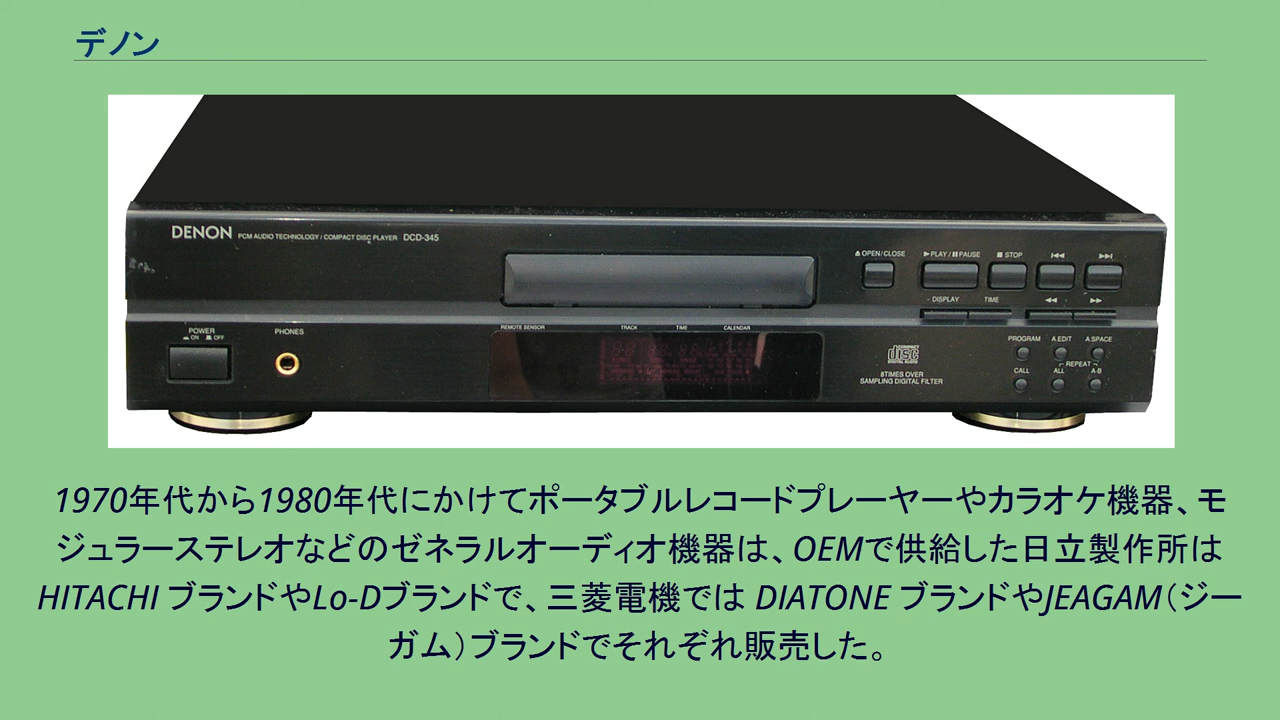 デノン
DENON PCM AUDIO TECHNOLOGY / COMPACT DISC PLAYER DCD-345
OPEN/CLOSE PLAY / PAUSE STOP
DISPLAY TIME
POWER
ON OFF
PHONES
REMOTE SENSOR TRACK TIME CALENDAR
COMPACT
disc
DIGITAL AUDIO
8TIMES OVER
SAMPLING DIGITAL FILTER
PROGRAM A.EDIT A.SPACE
REPEAT
CALL ALL A-B
1970年代から1980年代にかけてポータブルレコードプレーヤーやカラオケ機器、モ
ジュラーステレオなどのゼネラルオーディオ機器は、OEMで供給した日立製作所は
HITACHI ブランドやLo-Dブランドで、三菱電機では DIATONE ブランドやJEAGAM（ジー
ガム）ブランドでそれぞれ販売した。